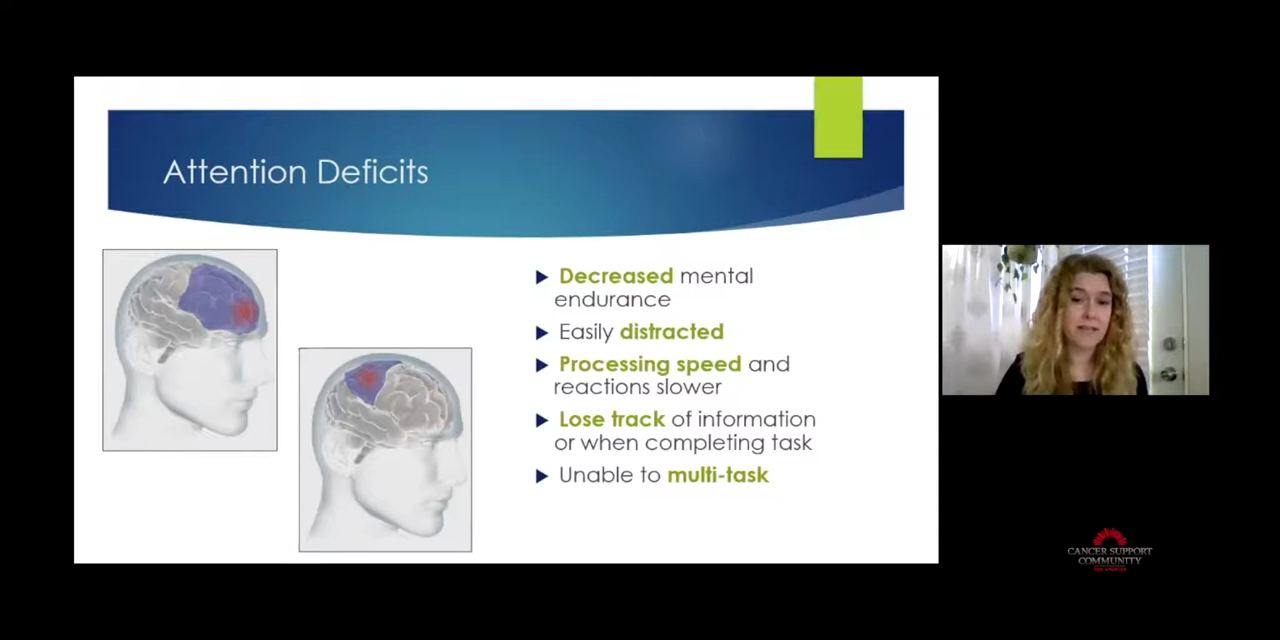 Attention Deficits
Decreased mental
endurance
Easily distracted
Processing speed and
reactions slower
Lose track of information
or when completing task
Unable to multi-task
CANCER SUPPORT
COMMUNITY